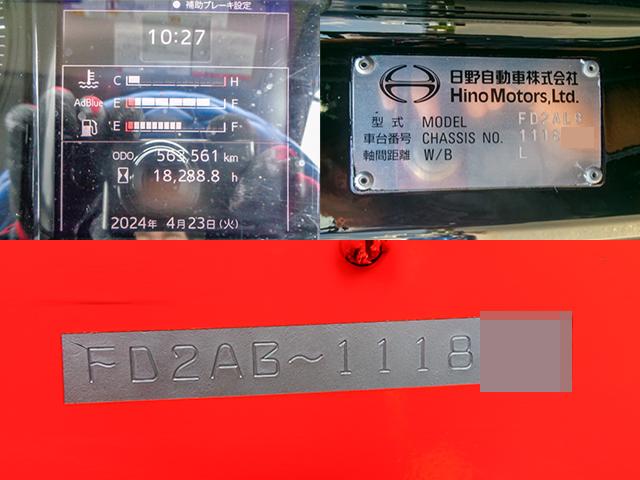 補助ブレーキ設定
10:27
C H
AdBlue E F
E F
ODO 563,561 km
18,288.8 h
2024年 4月23日(火)
日野自動車株式会社
Hino Motors, Ltd.
型式 MODEL FD2AL8
車台番号 CHASSIS NO. 1118
軸間距離 W/B L
FD2AB~1118